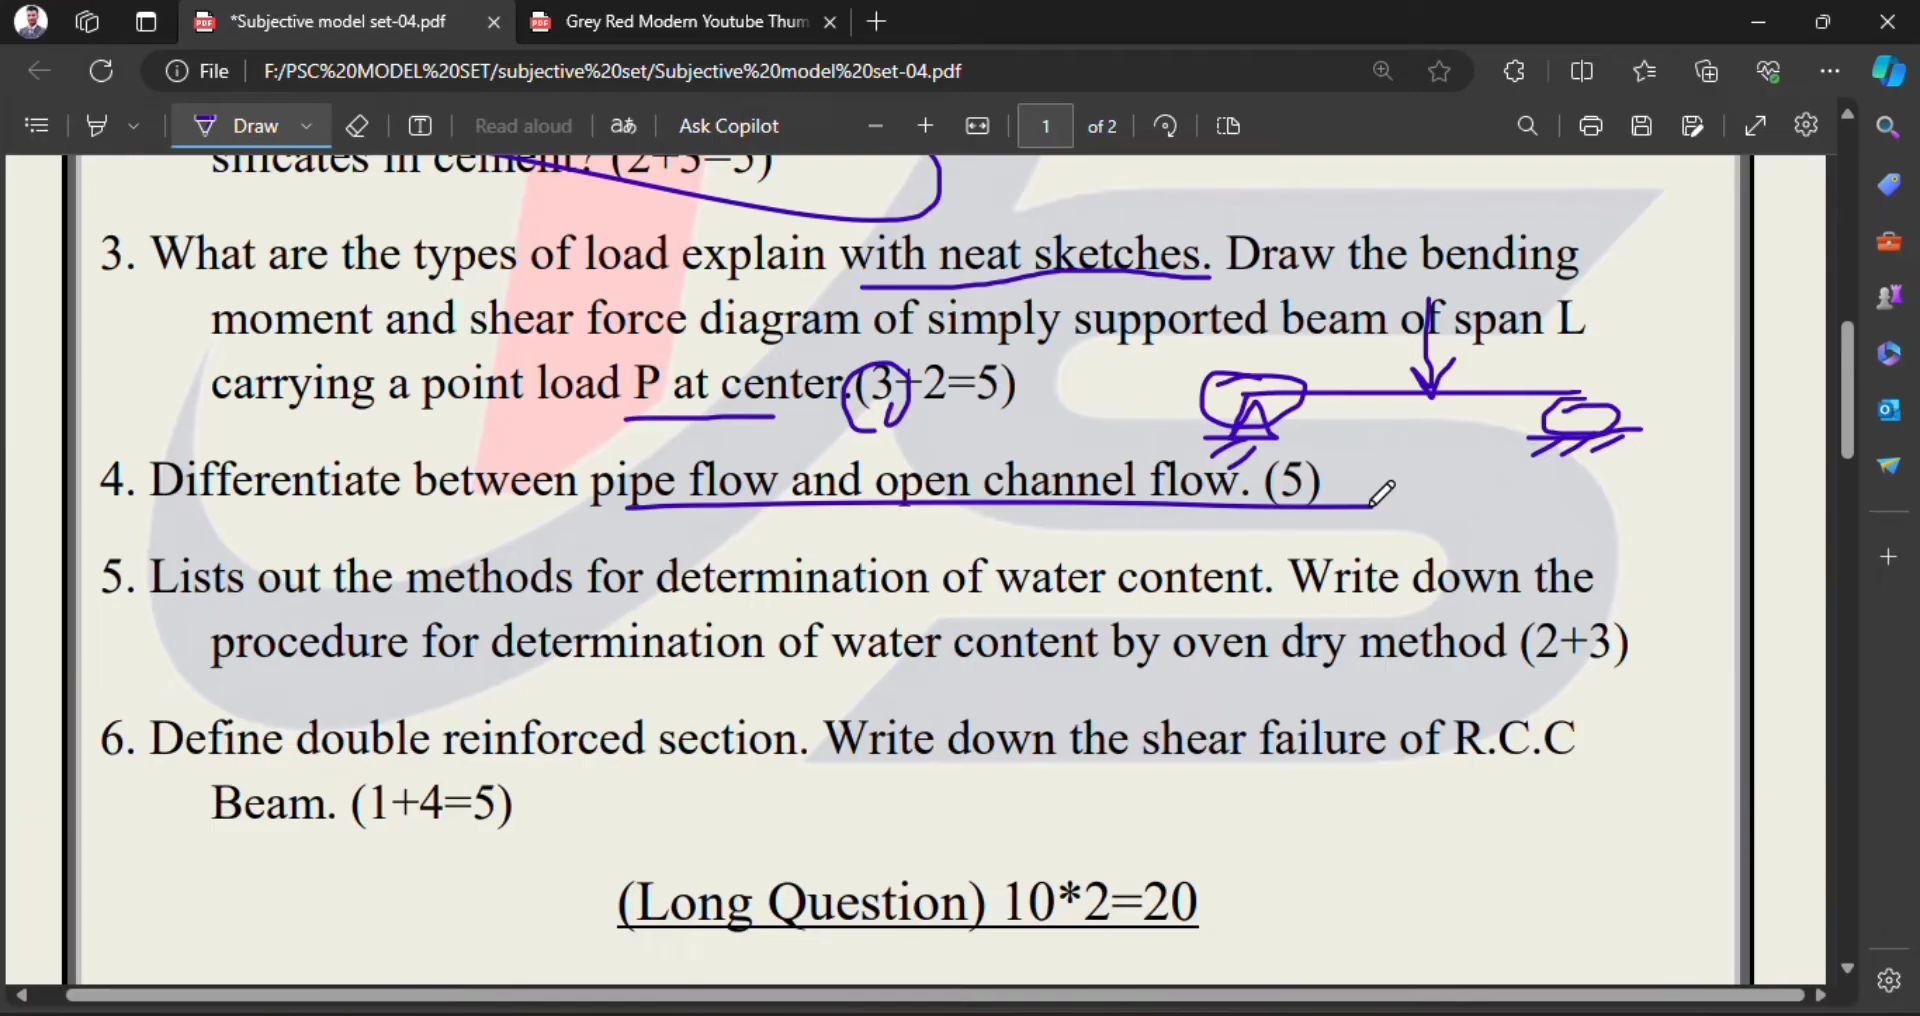 *Subjective model set-04.pdf
Grey Red Modern Youtube Thum
File
F:/PSC%20MODEL%20SET/subjective%20set/Subjective%20model%20set-04.pdf
Draw
Read aloud
Ask Copilot
1
of 2
silicates in cement? (2+3=5)
3. What are the types of load explain with neat sketches. Draw the bending
moment and shear force diagram of simply supported beam of span L
carrying a point load P at center.(3+2=5)
4. Differentiate between pipe flow and open channel flow. (5)
5. Lists out the methods for determination of water content. Write down the
procedure for determination of water content by oven dry method (2+3)
6. Define double reinforced section. Write down the shear failure of R.C.C
Beam. (1+4=5)
(Long Question) 10*2=20